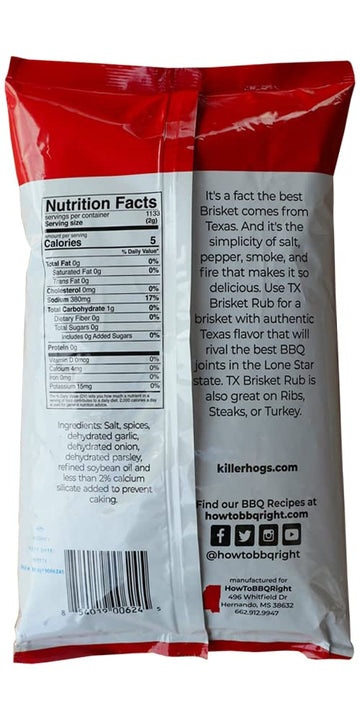 Nutrition Facts
servings per container 1133
Serving size (2g)
amount per serving
Calories 5
% Daily Value*
Total Fat 0g 0%
Saturated Fat 0g 0%
Trans Fat 0g
Cholesterol 0mg 0%
Sodium 380mg 17%
Total Carbohydrate 1g 0%
Dietary Fiber 0g 0%
Total Sugars 0g
Includes 0g Added Sugars 0%
Protein 0g
Vitamin D 0mcg 0%
Calcium 4mg 0%
Iron 0mg 0%
Potassium 15mg 0%
Ingredients: Salt, spices,
dehydrated garlic,
dehydrated onion,
dehydrated parsley,
refined soybean oil and
less than 2% calcium
silicate added to prevent
caking.
It's a fact the best
Brisket comes from
Texas. And it's the
simplicity of salt,
pepper, smoke, and
fire that makes it so
delicious. Use TX
Brisket Rub for a
brisket with authentic
Texas flavor that will
rival the best BBQ
joints in the Lone Star
state. TX Brisket Rub is
also great on Ribs,
Steaks, or Turkey.
killerhogs.com
Find our BBQ Recipes at
howtobbqright.com
@howtobbqright
manufactured for
HowToBBQRight
496 Whitfield Dr
Hernando, MS 38632
662.912.9947
8 54019 00624 5